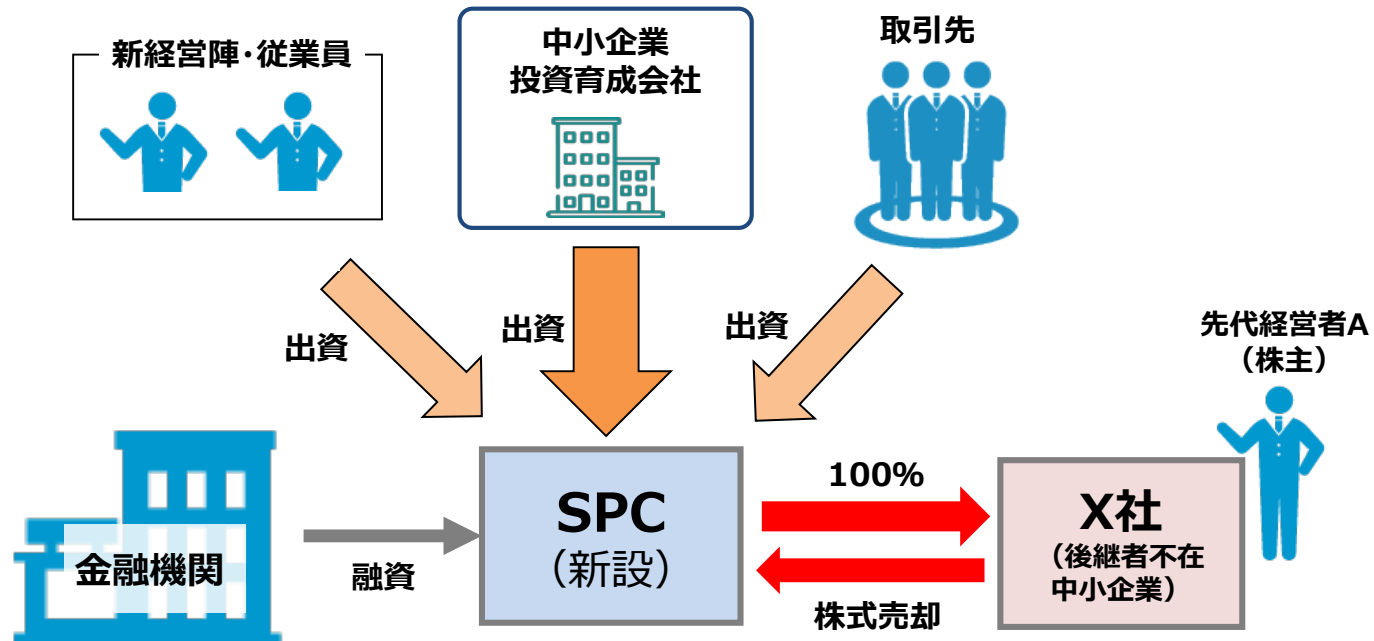 新経営陣・従業員
中小企業
投資育成会社
取引先
出資
出資
出資
先代経営者A
（株主）
金融機関
融資
SPC
（新設）
100%
株式売却
X社
（後継者不在
中小企業）